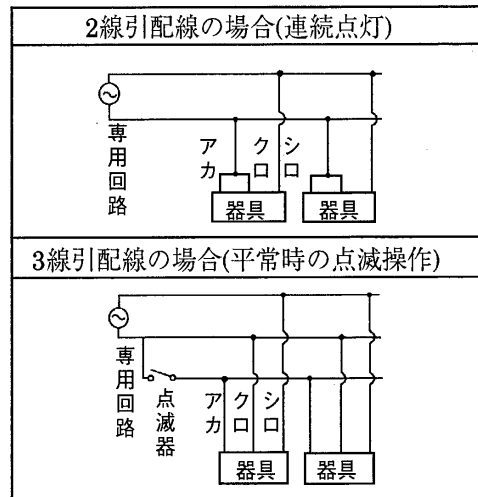 2線引配線の場合(連続点灯)
専用回路
アカ
クロ
シロ
器具
器具
3線引配線の場合(平常時の点滅操作)
専用回路
点滅器
アカ
クロ
シロ
器具
器具